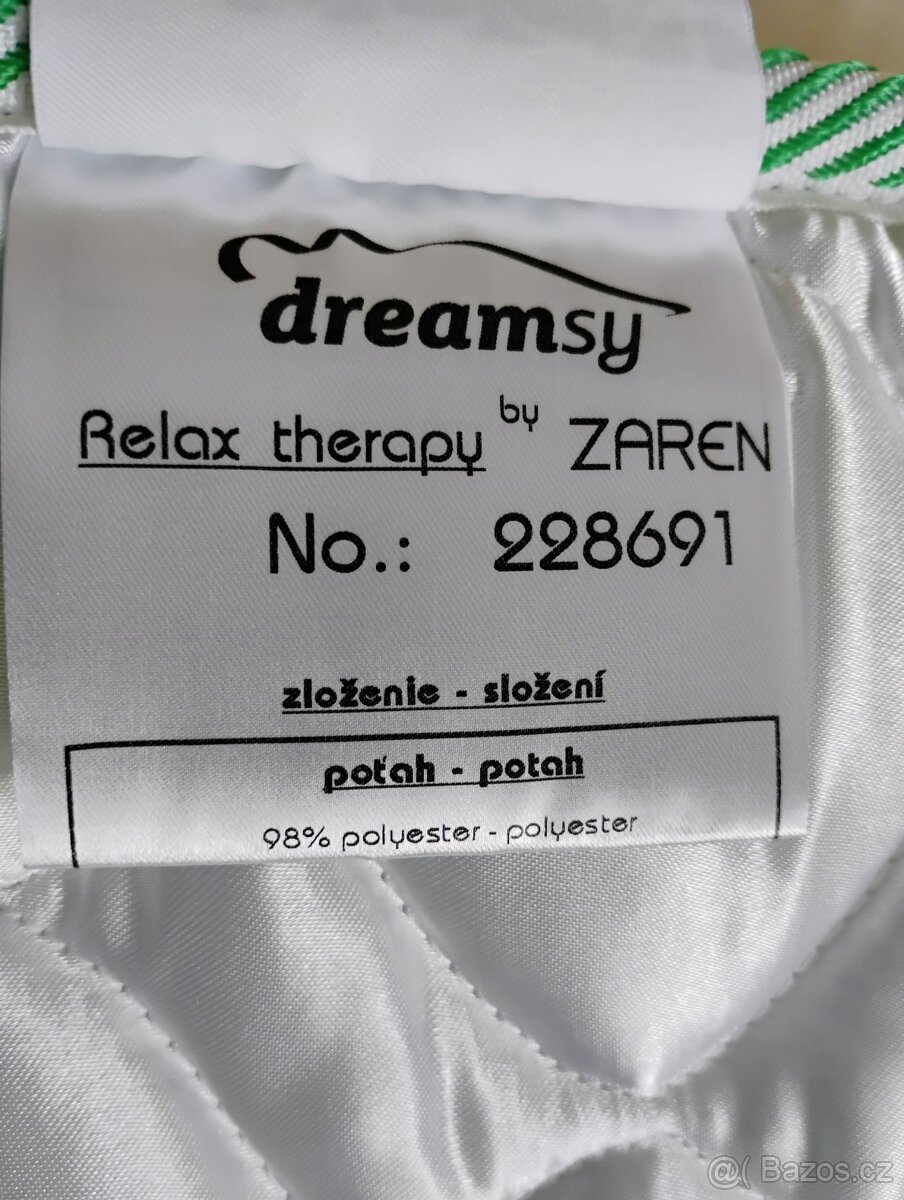 dreamsy
Relax therapy by ZAREN
No.: 228691
zloženie - složení
poťah - potah
98% polyester - polyester
@( Bazos.cz